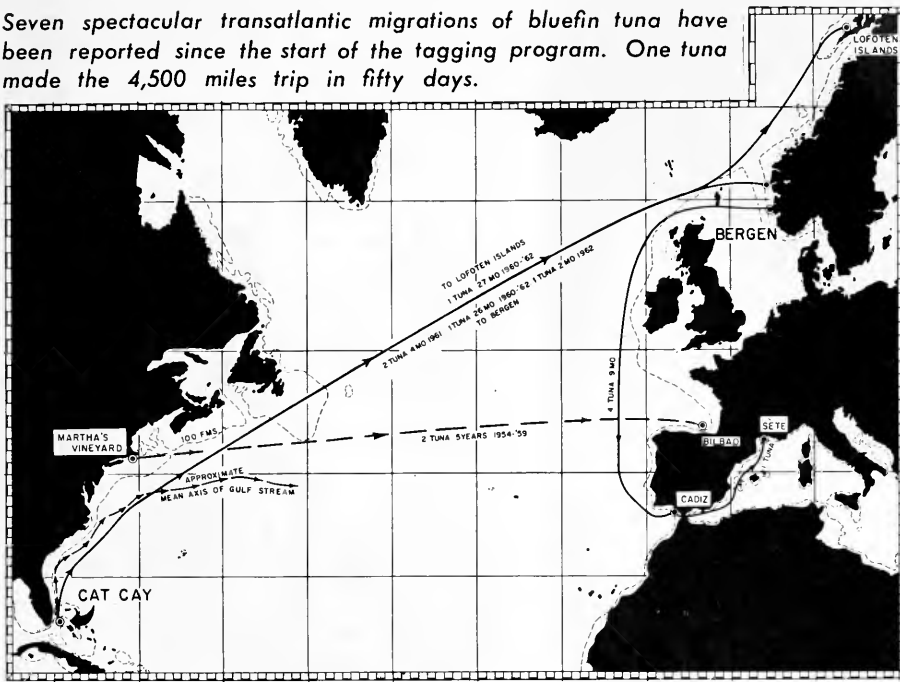 Seven spectacular transatlantic migrations of bluefin tuna have
been reported since the start of the tagging program. One tuna
made the 4,500 miles trip in fifty days.
LOFOTEN
ISLANDS
BERGEN
TO LOFOTEN ISLANDS
1 TUNA 27 MO 1960-'62
2 TUNA 4 MO 1961 1 TUNA 26 MO 1960-'62 1 TUNA 2 MO 1962
TO BERGEN
4 TUNA 9 MO
MARTHA'S
VINEYARD
100 FMS.
2 TUNA 5 YEARS 1954-'59
BILBAO
SETE
1 TUNA
CADIZ
APPROXIMATE
MEAN AXIS OF GULF STREAM
CAT CAY